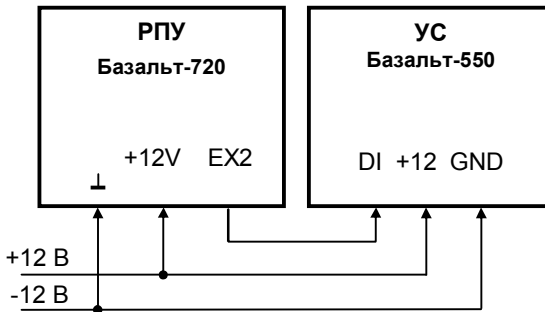 РПУ
Базальт-720
+12V EX2
УС
Базальт-550
DI +12 GND
+12 В
-12 В